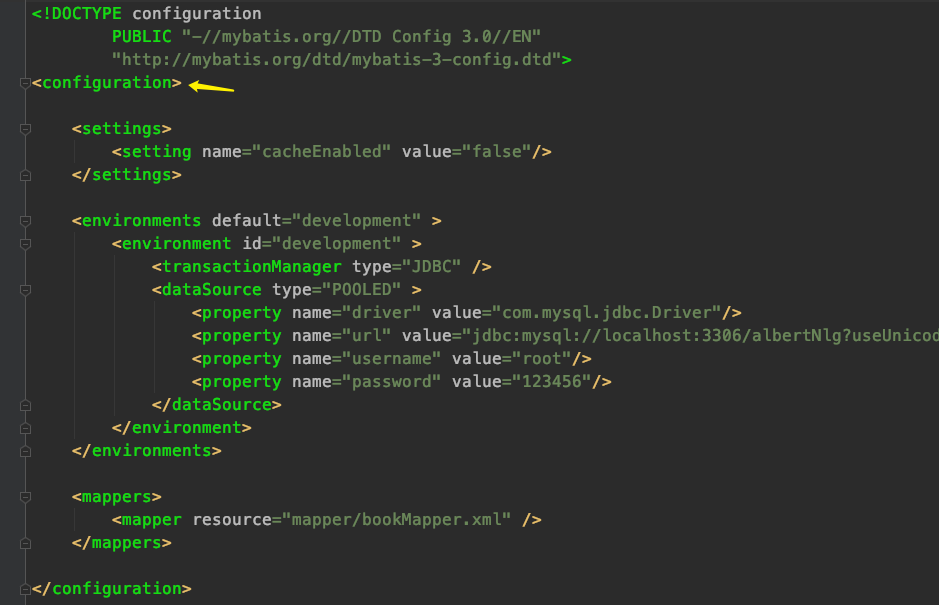 <!DOCTYPE configuration
PUBLIC "-//mybatis.org//DTD Config 3.0//EN"
"http://mybatis.org/dtd/mybatis-3-config.dtd">
<configuration>
<settings>
<setting name="cacheEnabled" value="false"/>
</settings>
<environments default="development" >
<environment id="development" >
<transactionManager type="JDBC" />
<dataSource type="POOLED" >
<property name="driver" value="com.mysql.jdbc.Driver"/>
<property name="url" value="jdbc:mysql://localhost:3306/albertNlg?useUnicod
<property name="username" value="root"/>
<property name="password" value="123456"/>
</dataSource>
</environment>
</environments>
<mappers>
<mapper resource="mapper/bookMapper.xml" />
</mappers>
</configuration>